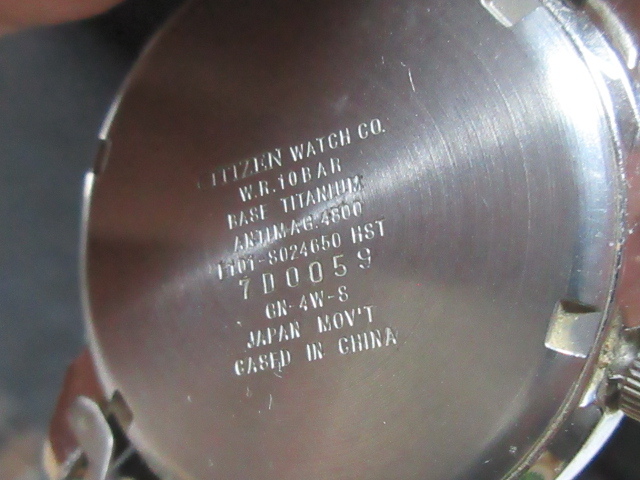 CITIZEN WATCH CO.
W.R.10BAR
BASE TITANIUM
ANTIMAG.4800
1101-S024650 HST
7D0059
GN-4W-S
JAPAN MOV'T
CASED IN CHINA